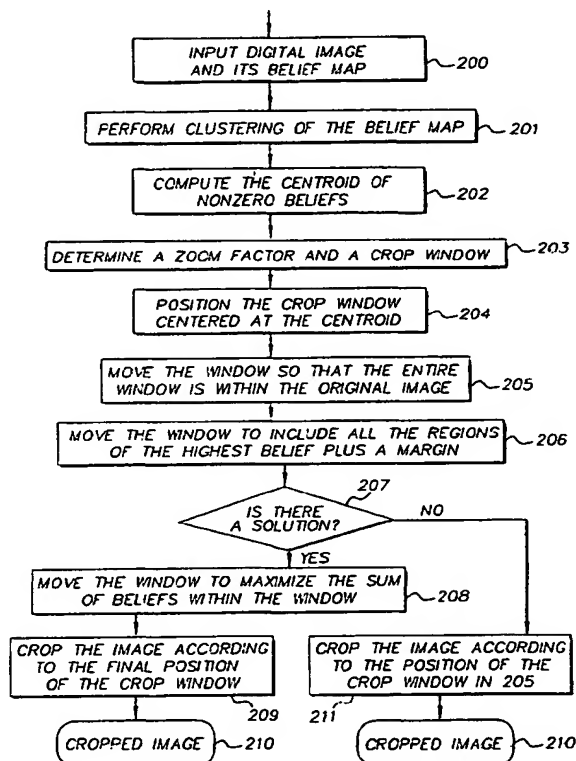 INPUT DIGITAL IMAGE
AND ITS BELIEF MAP
200
PERFORM CLUSTERING OF THE BELIEF MAP
201
COMPUTE THE CENTROID OF
NONZERO BELIEFS
202
DETERMINE A ZOOM FACTOR AND A CROP WINDOW
203
POSITION THE CROP WINDOW
CENTERED AT THE CENTROID
204
MOVE THE WINDOW SO THAT THE ENTIRE
WINDOW IS WITHIN THE ORIGINAL IMAGE
205
MOVE THE WINDOW TO INCLUDE ALL THE REGIONS
OF THE HIGHEST BELIEF PLUS A MARGIN
206
207
IS THERE
A SOLUTION?
NO
YES
MOVE THE WINDOW TO MAXIMIZE THE SUM
OF BELIEFS WITHIN THE WINDOW
208
CROP THE IMAGE ACCORDING
TO THE FINAL POSITION
OF THE CROP WINDOW
209
CROP THE IMAGE ACCORDING
TO THE POSITION OF THE
CROP WINDOW IN 205
211
CROPPED IMAGE
210
CROPPED IMAGE
210